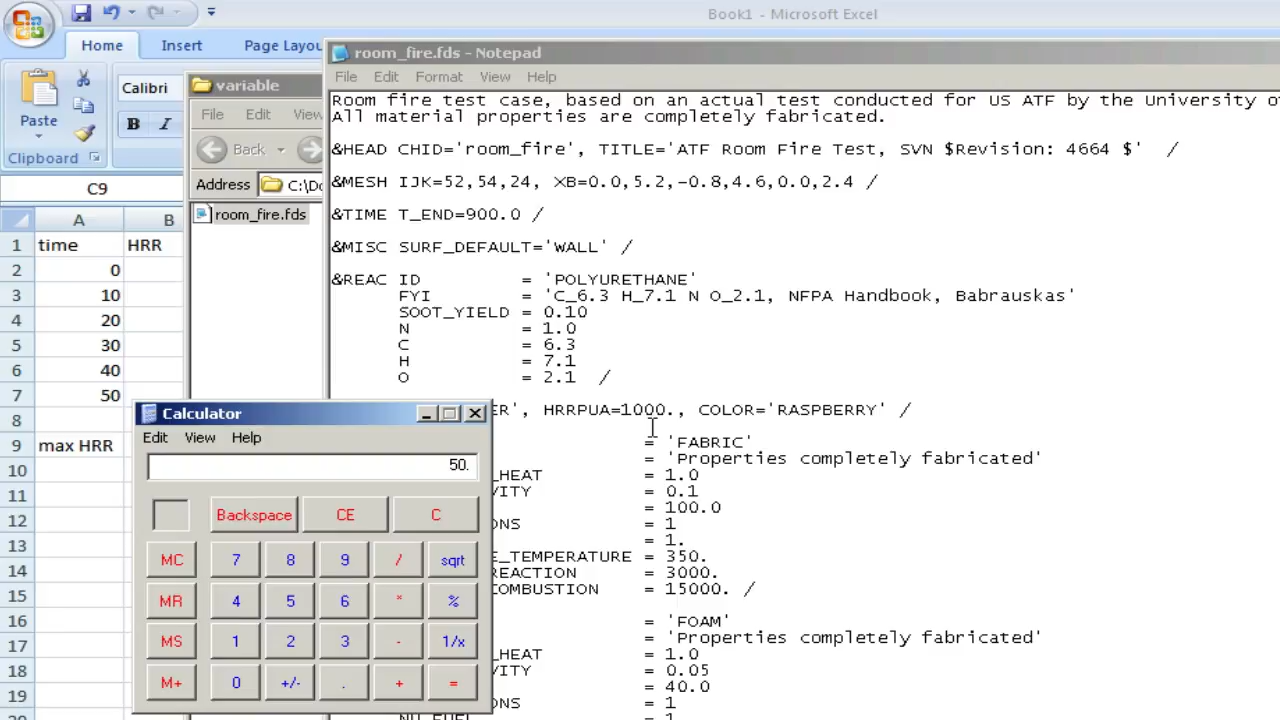 Book1 - Microsoft Excel
Home Insert Page Layou
Calibri
Paste
B I
Clipboard
C9
A B
1 time HRR
2 0
3 10
4 20
5 30
6 40
7 50
8
9 max HRR
10
11
12
13
14
15
16
17
18
19
variable
File Edit View
Back
Address C:\Do
room_fire.fds
room_fire.fds - Notepad
File Edit Format View Help
Room fire test case, based on an actual test conducted for US ATF by the University o
All material properties are completely fabricated.
&HEAD CHID='room_fire', TITLE='ATF Room Fire Test, SVN $Revision: 4664 $' /
&MESH IJK=52,54,24, XB=0.0,5.2,-0.8,4.6,0.0,2.4 /
&TIME T_END=900.0 /
&MISC SURF_DEFAULT='WALL' /
&REAC ID = 'POLYURETHANE'
FYI = 'C_6.3 H_7.1 N O_2.1, NFPA Handbook, Babrauskas'
SOOT_YIELD = 0.10
N = 1.0
C = 6.3
H = 7.1
O = 2.1 /
ER', HRRPUA=1000., COLOR='RASPBERRY' /
= 'FABRIC'
= 'Properties completely fabricated'
_HEAT = 1.0
VITY = 0.1
= 100.0
ONS = 1
= 1.
E_TEMPERATURE = 350.
REACTION = 3000.
COMBUSTION = 15000. /
= 'FOAM'
= 'Properties completely fabricated'
_HEAT = 1.0
VITY = 0.05
= 40.0
ONS = 1
NU_FUEL = 1
Calculator
Edit View Help
50.
Backspace CE C
MC 7 8 9 / sqrt
MR 4 5 6 * %
MS 1 2 3 - 1/x
M+ 0 +/- . + =